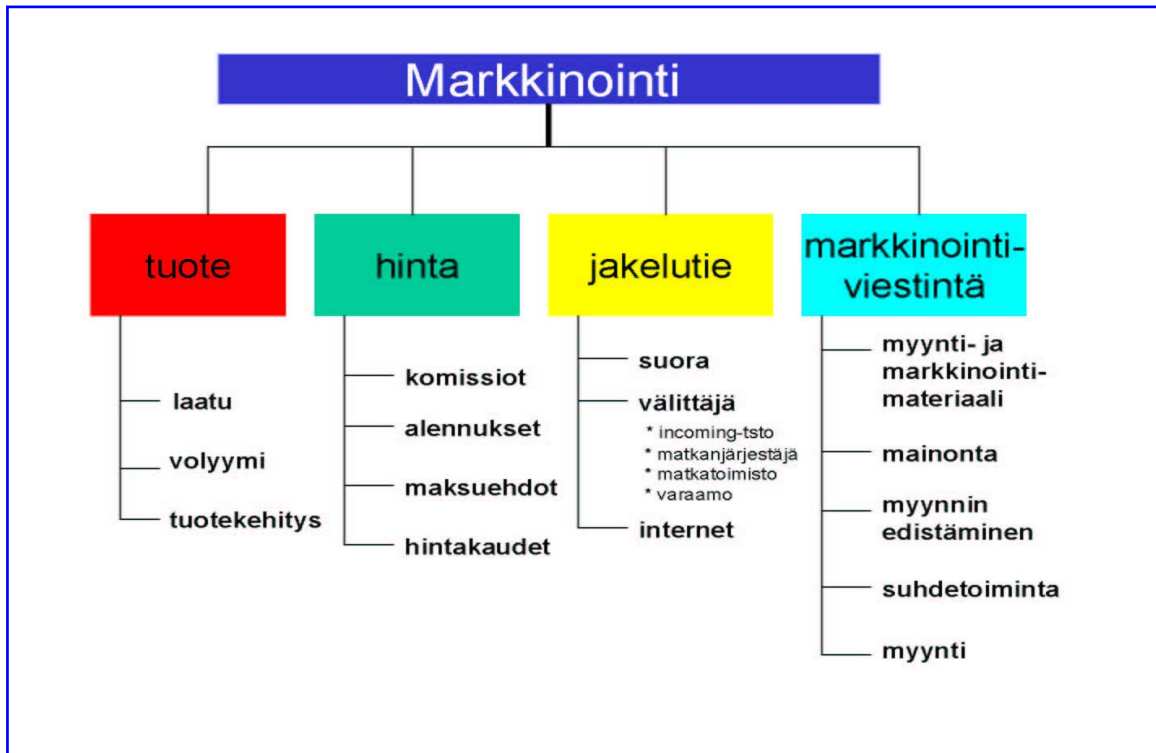 Markkinointi
tuote
laatu
volyymi
tuotekehitys
hinta
komissiot
alennukset
maksuehdot
hintakaudet
jakelutie
suora
välittäjä
* incoming-tsto
* matkanjärjestäjä
* matkatoimisto
* varaamo
internet
markkinointi-
viestintä
myynti- ja
markkinointi-
materiaali
mainonta
myynnin
edistäminen
suhdetoiminta
myynti